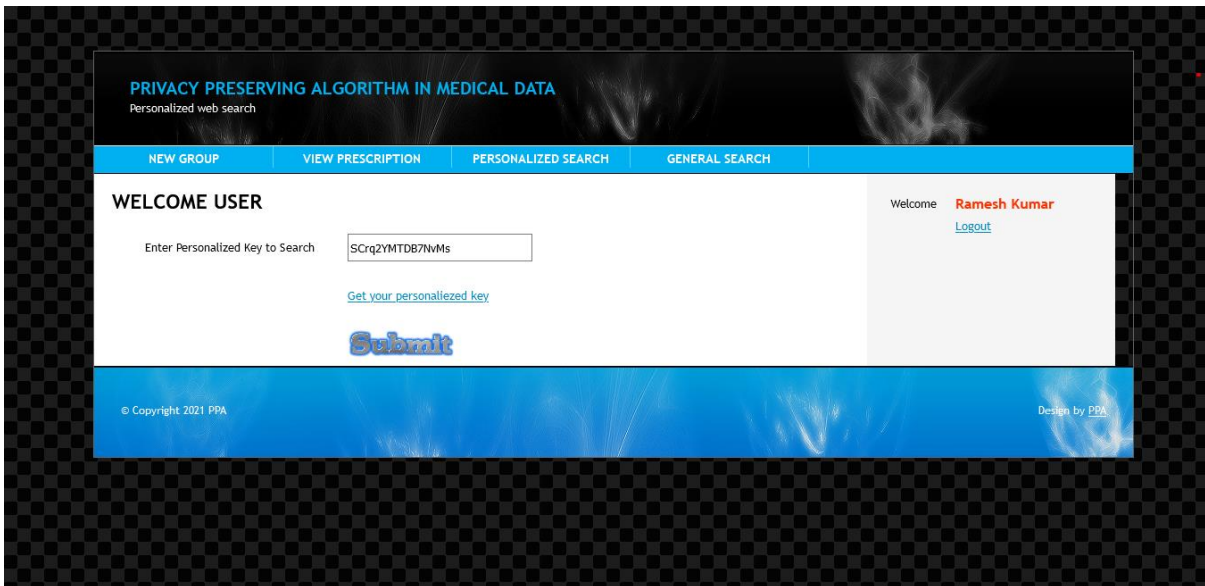 PRIVACY PRESERVING ALGORITHM IN MEDICAL DATA
Personalized web search
NEW GROUP VIEW PRESCRIPTION PERSONALIZED SEARCH GENERAL SEARCH
WELCOME USER
Welcome Ramesh Kumar
Logout
Enter Personalized Key to Search SCrq2YMTDB7NvMs
Get your personaliezed key
Submit
© Copyright 2021 PPA Design by PPA